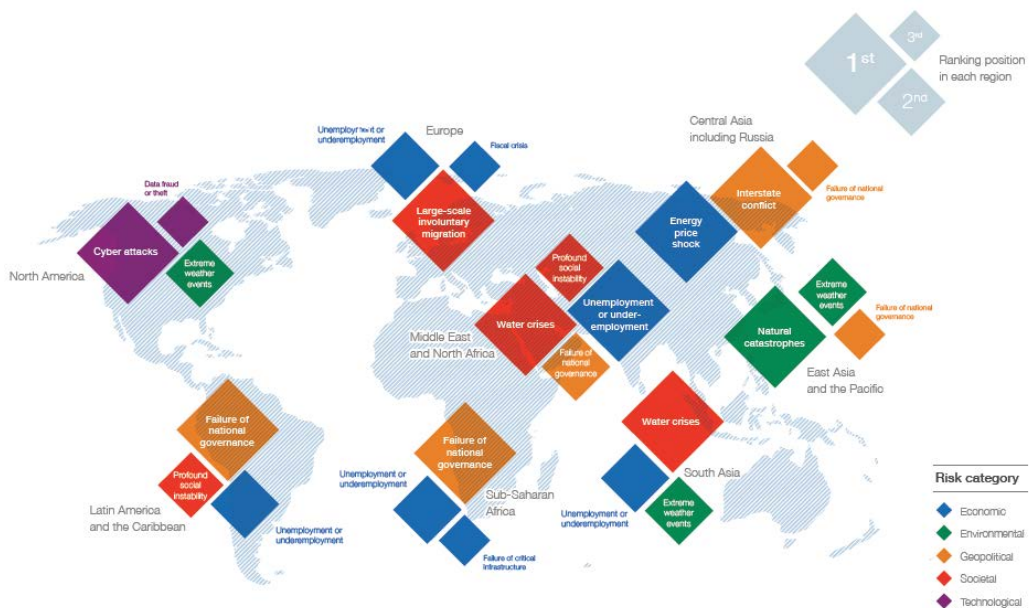 1st
3rd
2nd
Ranking position
in each region
Unemployment or
underemployment
Europe
Fiscal crisis
Large-scale
involuntary
migration
Central Asia
including Russia
Interstate
conflict
Failure of national
governance
Energy
price
shock
Data fraud
or theft
Cyber attacks
Extreme
weather
events
North America
Profound
social
instability
Unemployment
or under-
employment
Water crises
Failure of
national
governance
Middle East
and North Africa
Extreme
weather
events
Failure of national
governance
Natural
catastrophes
East Asia
and the Pacific
Failure of
national
governance
Profound
social
instability
Unemployment or
underemployment
Latin America
and the Caribbean
Failure of
national
governance
Unemployment or
underemployment
Sub-Saharan
Africa
Failure of critical
infrastructure
Water crises
South Asia
Unemployment or
underemployment
Extreme
weather
events
Risk category
Economic
Environmental
Geopolitical
Societal
Technological